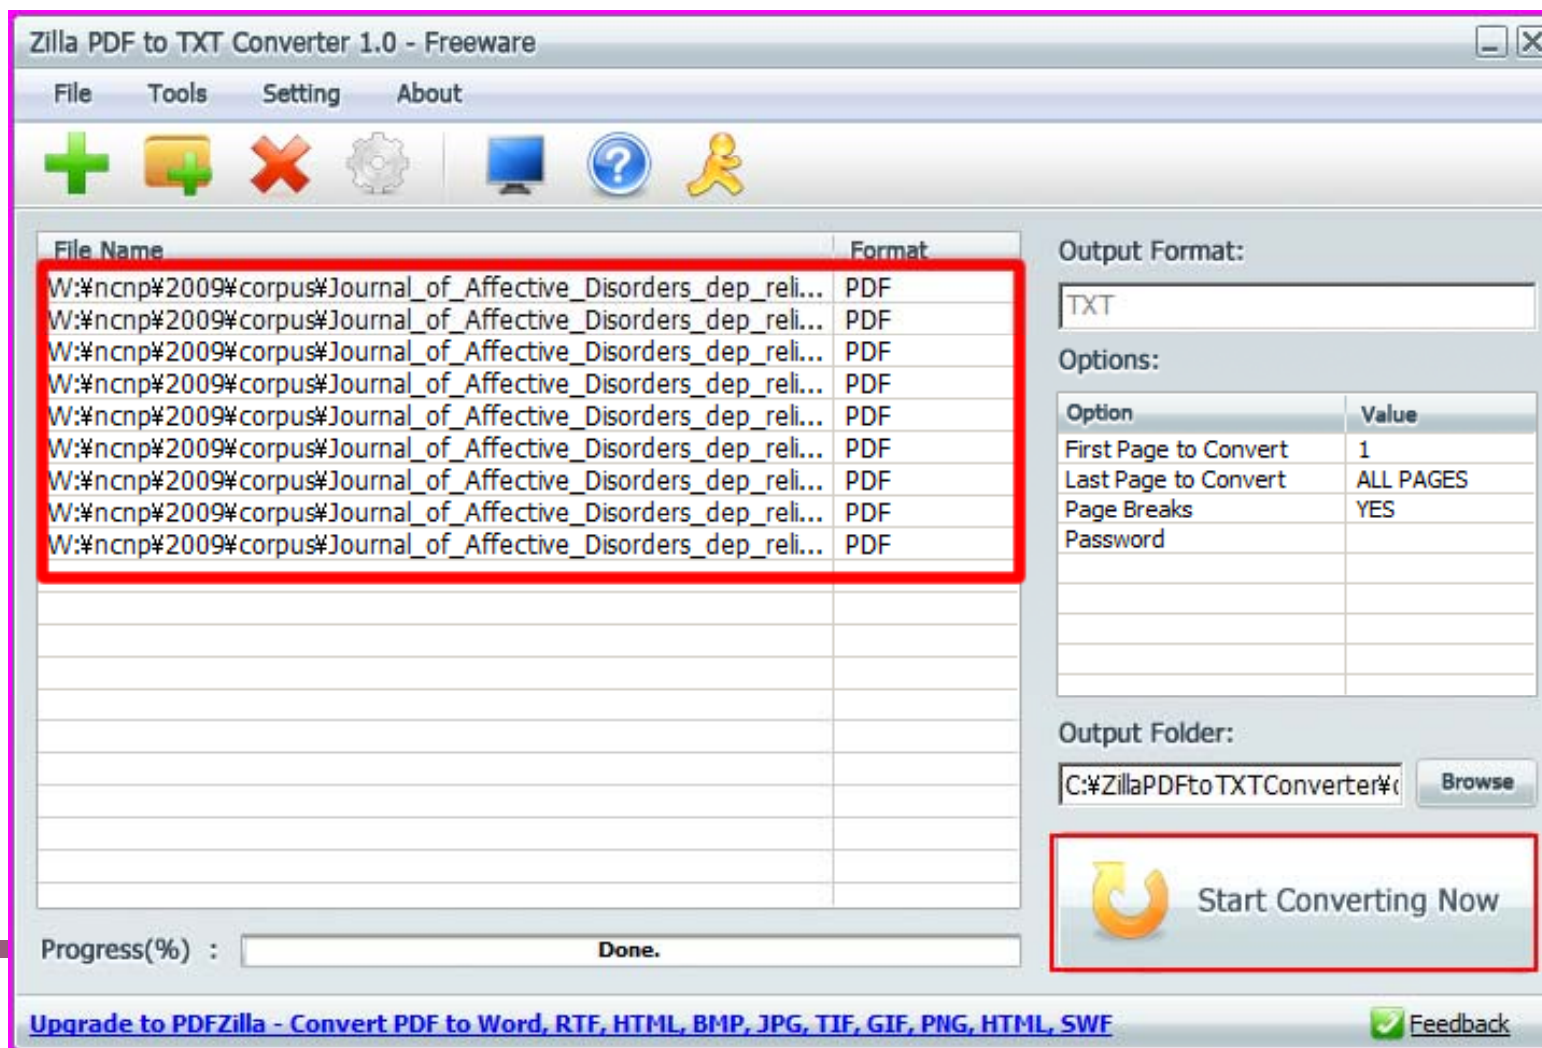 Zilla PDF to TXT Converter 1.0 - Freeware
File Tools Setting About
File Name Format
W:¥ncnp¥2009¥corpus¥Journal_of_Affective_Disorders_dep_reli... PDF
W:¥ncnp¥2009¥corpus¥Journal_of_Affective_Disorders_dep_reli... PDF
W:¥ncnp¥2009¥corpus¥Journal_of_Affective_Disorders_dep_reli... PDF
W:¥ncnp¥2009¥corpus¥Journal_of_Affective_Disorders_dep_reli... PDF
W:¥ncnp¥2009¥corpus¥Journal_of_Affective_Disorders_dep_reli... PDF
W:¥ncnp¥2009¥corpus¥Journal_of_Affective_Disorders_dep_reli... PDF
W:¥ncnp¥2009¥corpus¥Journal_of_Affective_Disorders_dep_reli... PDF
W:¥ncnp¥2009¥corpus¥Journal_of_Affective_Disorders_dep_reli... PDF
W:¥ncnp¥2009¥corpus¥Journal_of_Affective_Disorders_dep_reli... PDF
Output Format:
TXT
Options:
Option Value
First Page to Convert 1
Last Page to Convert ALL PAGES
Page Breaks YES
Password
Output Folder:
C:¥ZillaPDFtoTXTConverter¥ Browse
Start Converting Now
Progress(%) : Done.
Upgrade to PDFZilla - Convert PDF to Word, RTF, HTML, BMP, JPG, TIF, GIF, PNG, HTML, SWF Feedback